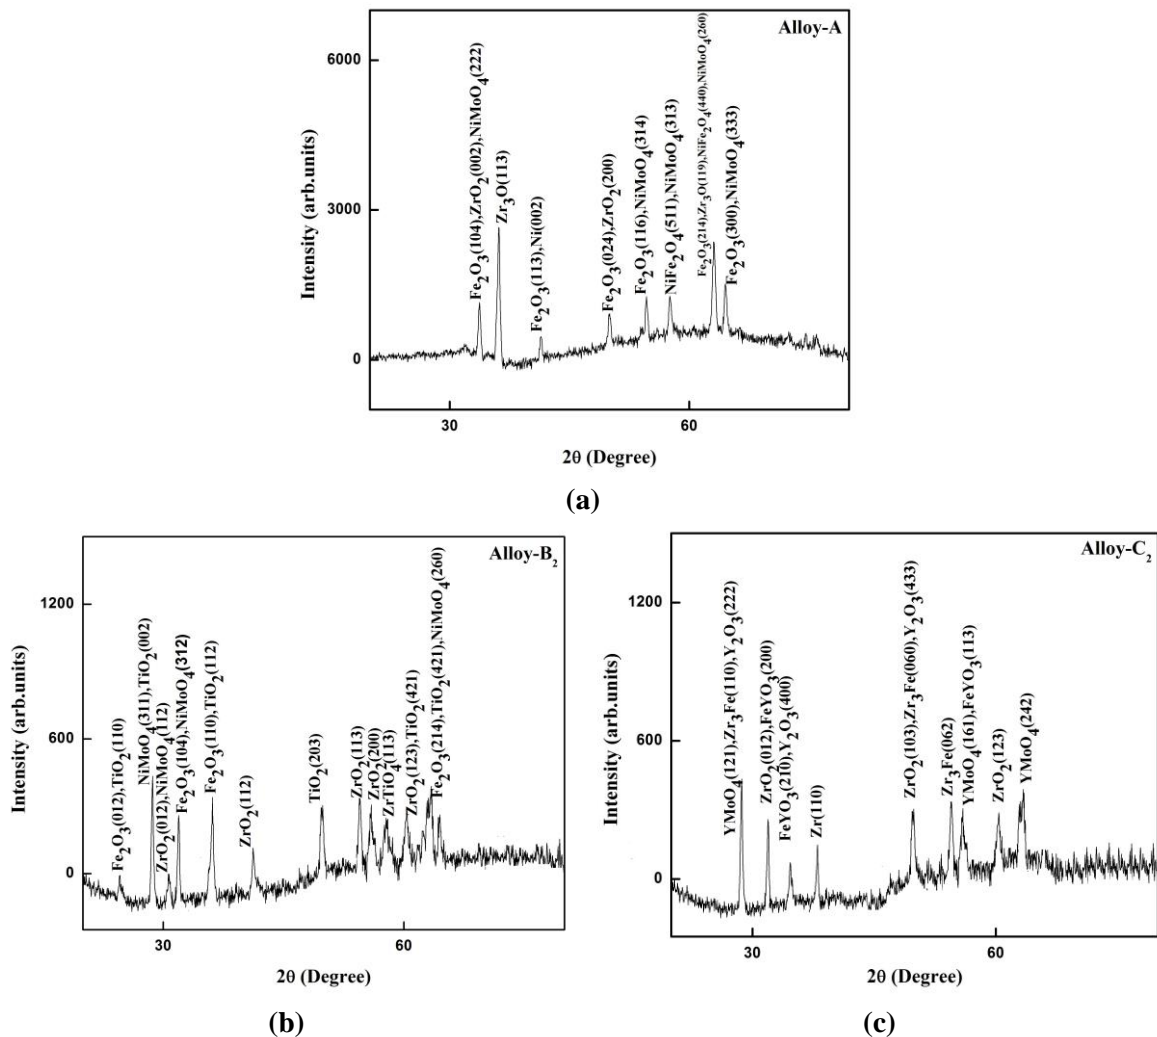 Alloy-A
Intensity (arb.units)
6000
3000
0
Fe2O3(104),ZrO2(002),NiMoO4(222)
Zr3O(113)
Fe2O3(113),Ni(002)
Fe2O3(024),ZrO2(200)
Fe2O3(116),NiMoO4(314)
NiFe2O4(511),NiMoO4(313)
Fe2O3(214),Zr3O(119),NiFe2O4(440),NiMoO4(260)
Fe2O3(300),NiMoO4(333)
30
60
2θ (Degree)
(a)
Alloy-B2
Intensity (arb.units)
1200
600
0
Fe2O3(012),TiO2(110)
NiMoO4(311),TiO2(002)
ZrO2(012),NiMoO4(112)
Fe2O3(104),NiMoO4(312)
Fe2O3(110),TiO2(112)
ZrO2(112)
TiO2(203)
ZrO2(113)
ZrO2(200)
ZrTiO4(113)
ZrO2(123),TiO2(421)
Fe2O3(214),TiO2(421),NiMoO4(260)
30
60
2θ (Degree)
(b)
Alloy-C2
Intensity (arb.units)
1200
600
0
YMoO4(121),Zr3Fe(110),Y2O3(222)
ZrO2(012),FeYO3(200)
FeYO3(210),Y2O3(400)
Zr(110)
ZrO2(103),Zr3Fe(060),Y2O3(433)
Zr3Fe(062)
YMoO4(161),FeYO3(113)
ZrO2(123)
YMoO4(242)
30
60
2θ (Degree)
(c)